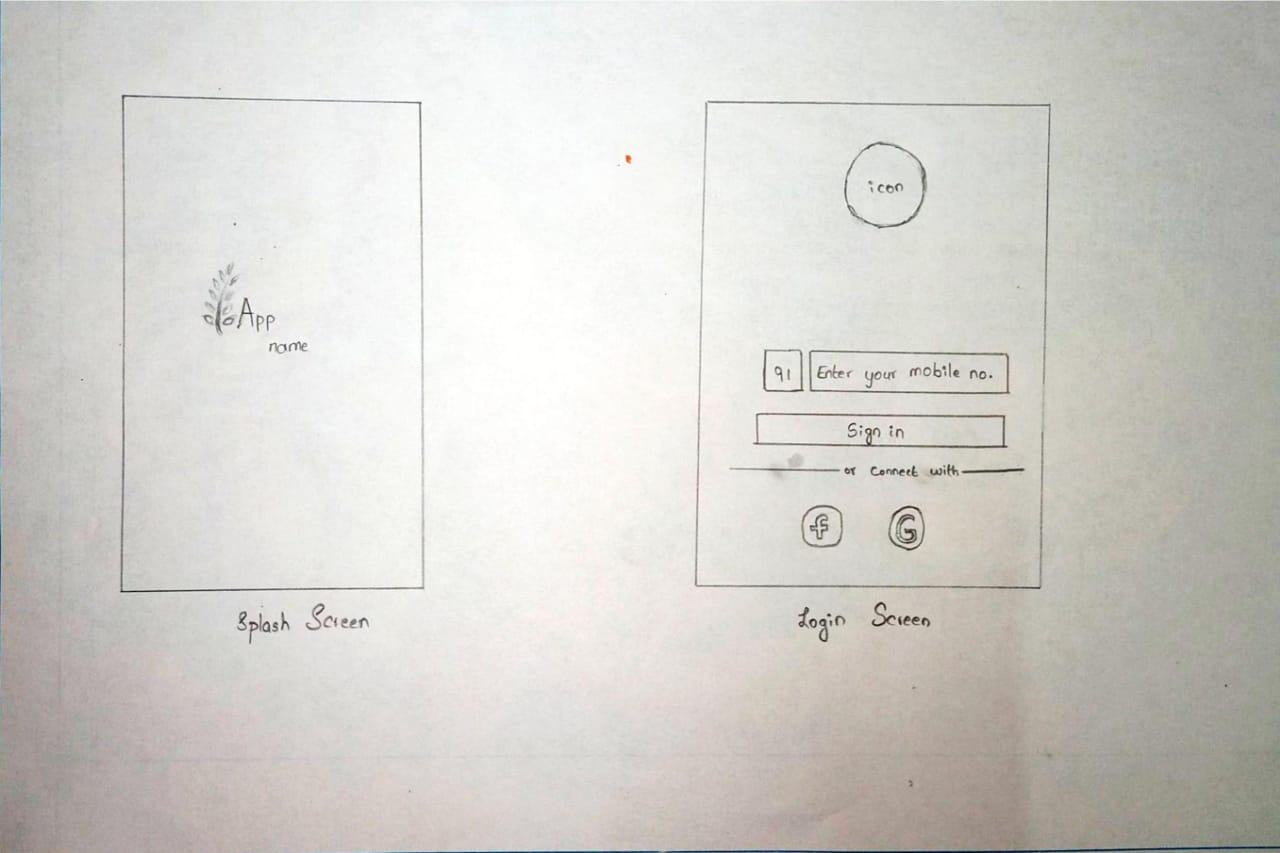 App
name
Splash Screen
icon
91
Enter your mobile no.
Sign in
or connect with
f
G
Login Screen